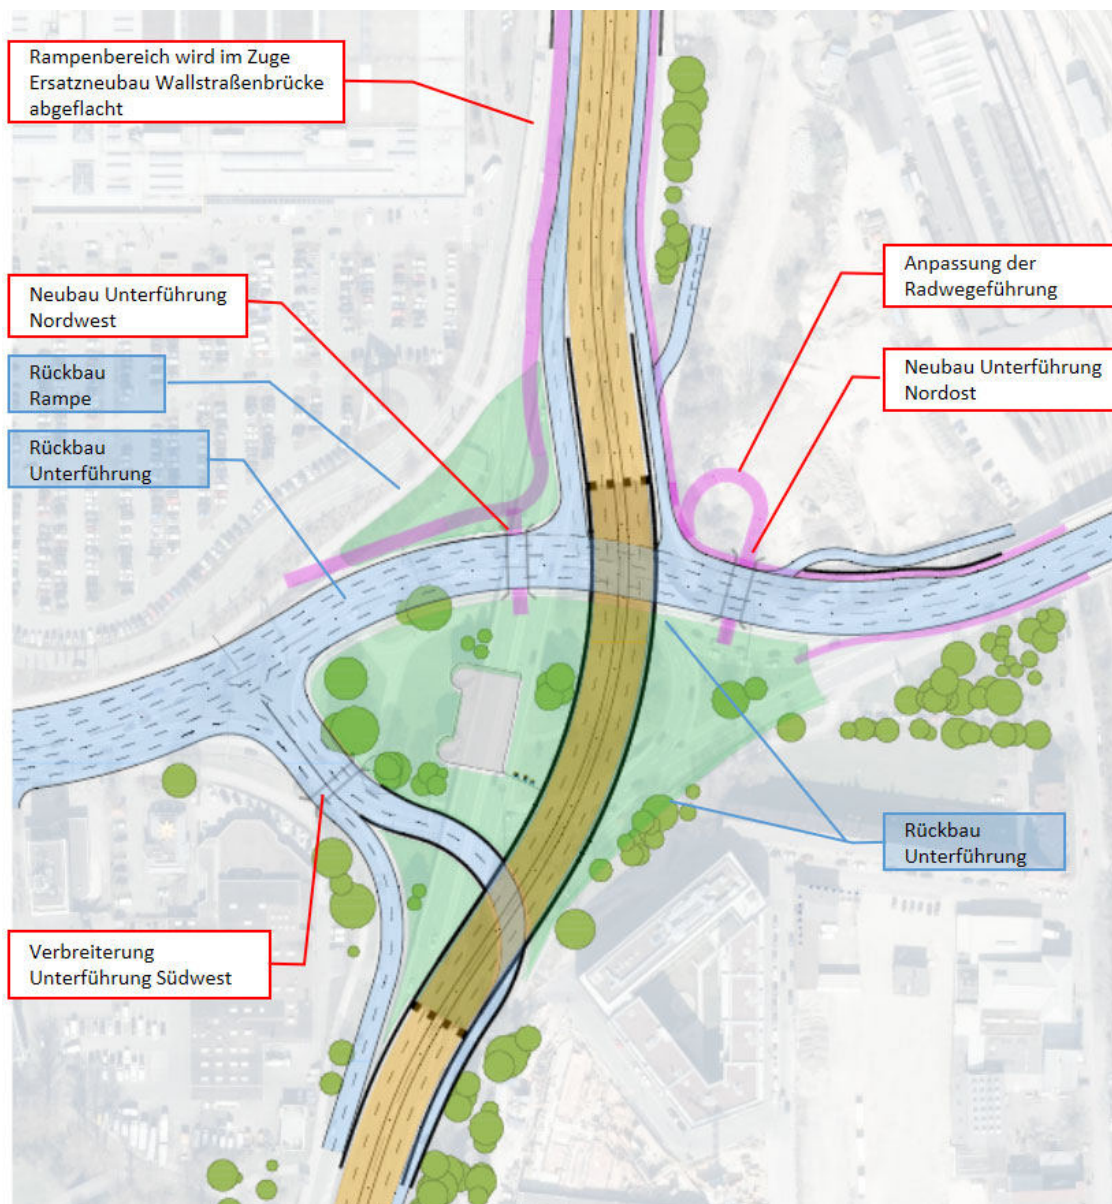 Rampenbereich wird im Zuge
Ersatzneubau Wallstraßenbrücke
abgeflacht
Neubau Unterführung
Nordwest
Rückbau
Rampe
Rückbau
Unterführung
Anpassung der
Radwegeführung
Neubau Unterführung
Nordost
Rückbau
Unterführung
Verbreiterung
Unterführung Südwest